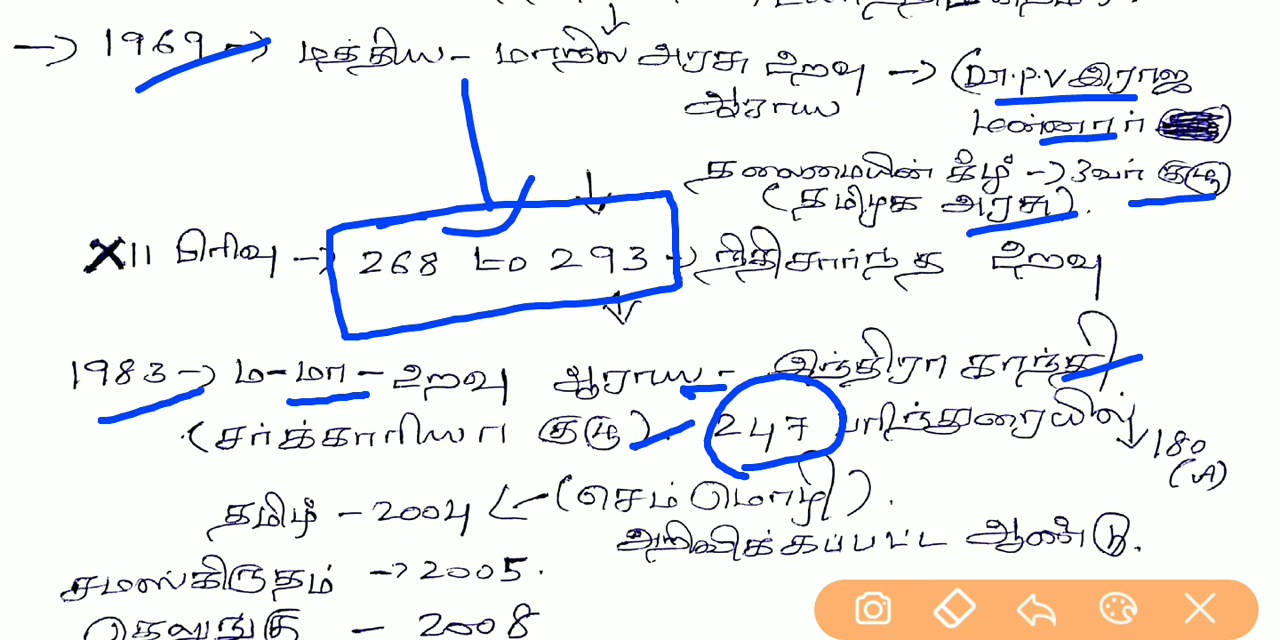 -> 1969 -> மத்திய - மாநில அரசு உறவு -> (Dr.P.V இராஜ
ஆராய மன்னார்
தலைமையின் கீழ் -> 3வர் குழு)
(தமிழக அரசு).
XII பிரிவு -> 268 to 293 -> நிதிசார்ந்த உறவு
1983 -> ம-மா - உறவு ஆராய - இந்திரா காந்தி
(சர்க்காரியா குழு). 247 பரிந்துரையில்
180
(A)
தமிழ் - 2004 <- (செம்மொழி).
அறிவிக்கப்பட்ட ஆண்டு.
சமஸ்கிருதம் -> 2005.
தெலுங்கு - 2008